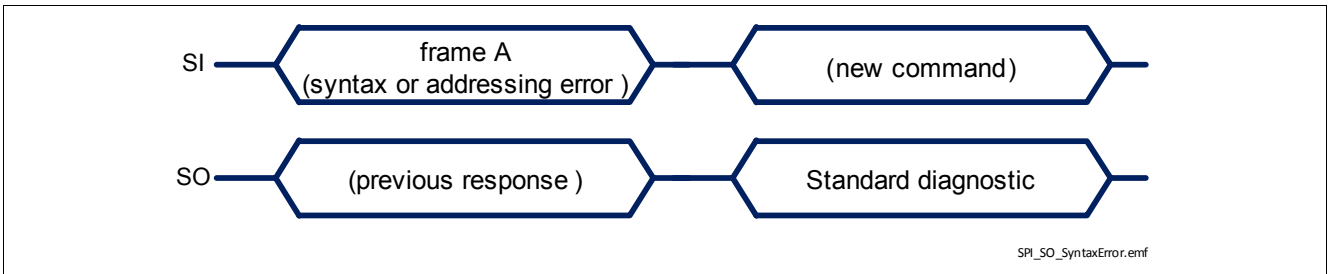 SI
frame A
(syntax or addressing error )
(new command)
SO
(previous response )
Standard diagnostic
SPI_SO_SyntaxError.emf